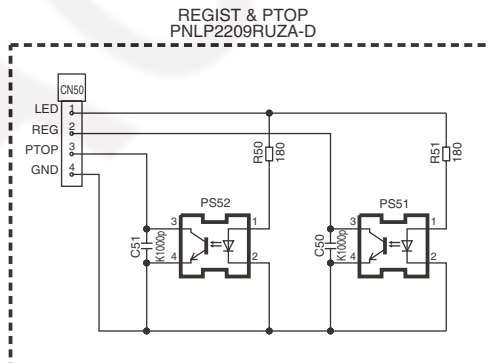 REGIST & PTOP
PNLP2209RUZA-D
CN50
LED 1
REG 2
PTOP 3
GND 4
R50
180
R51
180
PS52
PS51
C51
K1000p
3
4
1
2
C50
K1000p
3
4
1
2